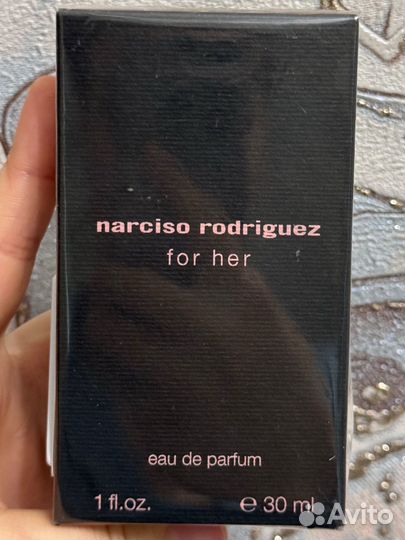 narciso rodriguez
for her
eau de parfum
1 fl.oz. e 30 ml
Avito